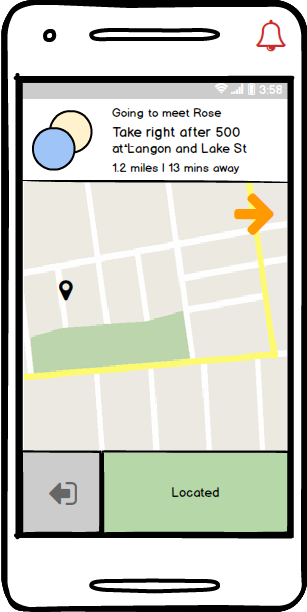 3:58
Going to meet Rose
Take right after 500
at"Langon and Lake St
1.2 miles | 13 mins away
Located